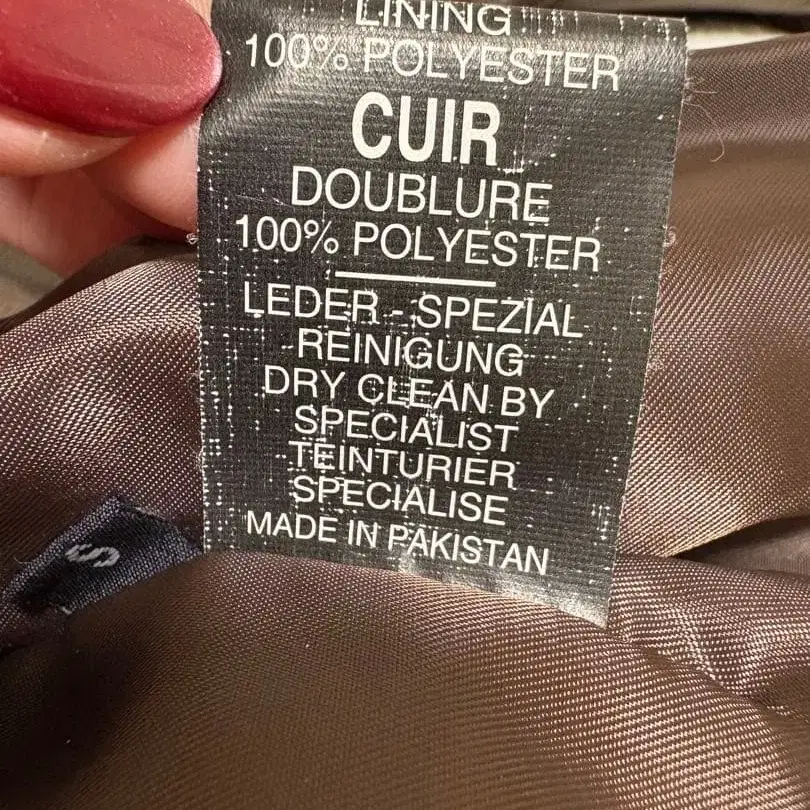 LINING
100% POLYESTER
CUIR
DOUBLURE
100% POLYESTER
LEDER - SPEZIAL
REINIGUNG
DRY CLEAN BY
SPECIALIST
TEINTURIER
SPECIALISE
MADE IN PAKISTAN
S